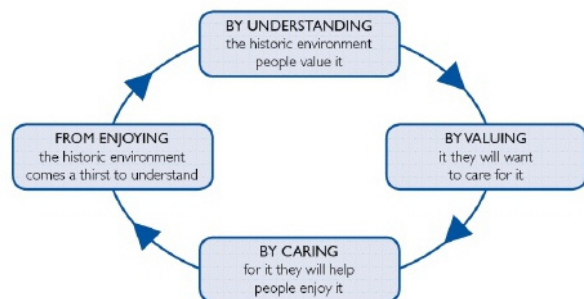 BY UNDERSTANDING
the historic environment
people value it
BY VALUING
it they will want
to care for it
BY CARING
for it they will help
people enjoy it
FROM ENJOYING
the historic environment
comes a thirst to understand